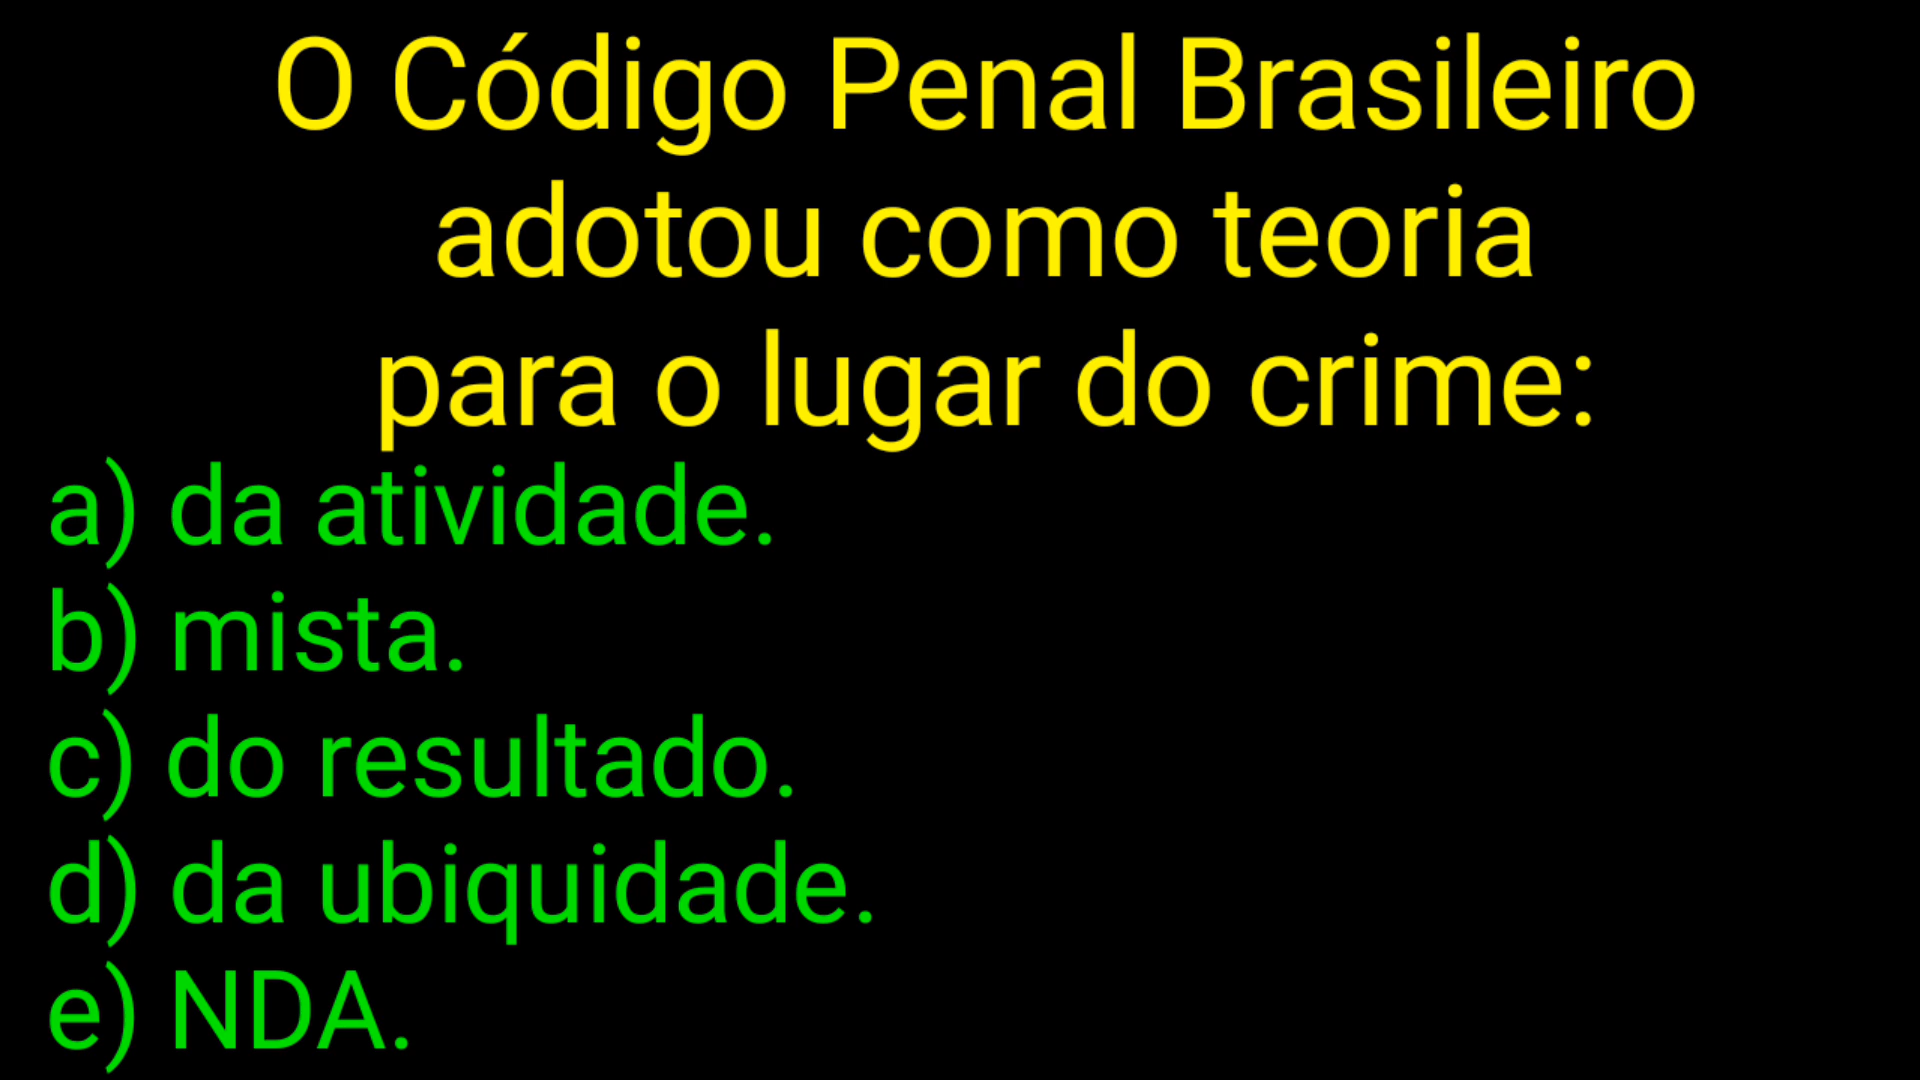 O Código Penal Brasileiro
adotou como teoria
para o lugar do crime:
a) da atividade.
b) mista.
c) do resultado.
d) da ubiquidade.
e) NDA.